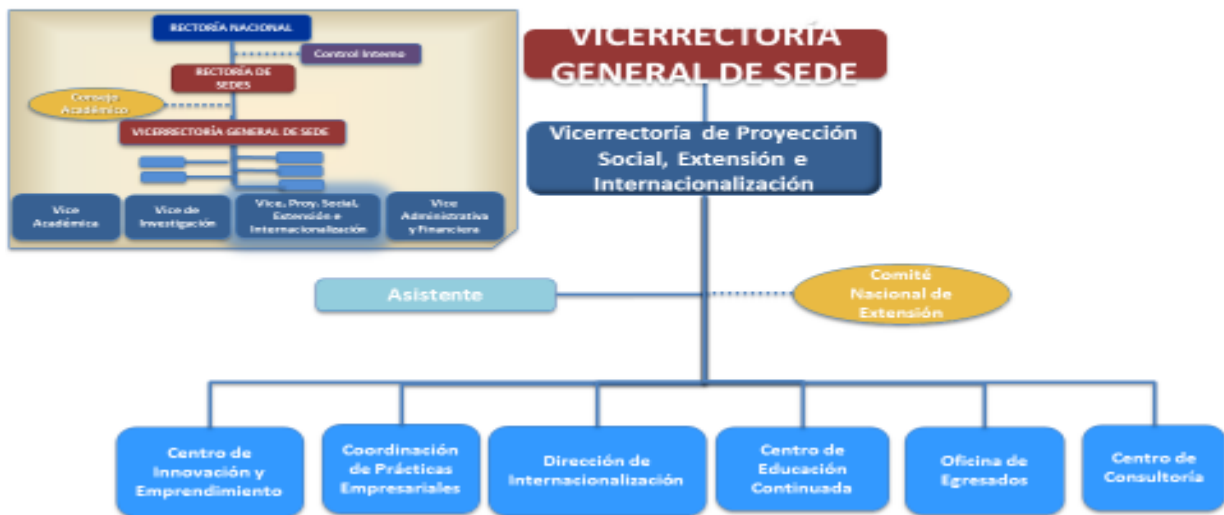 RECTORÍA NACIONAL
Control Interno
RECTORÍA DE
SEDES
Consejo
Académico
VICERRECTORÍA GENERAL DE SEDE
Vice
Académica
Vice de
Investigación
Vice, Proy. Social,
Extensión e
Internacionalización
Vice
Administrativa
y Financiera
VICERRECTORÍA
GENERAL DE SEDE
Vicerrectoría de Proyección
Social, Extensión e
Internacionalización
Asistente
Comité
Nacional de
Extensión
Centro de
Innovación y
Emprendimiento
Coordinación
de Prácticas
Empresariales
Dirección de
Internacionalización
Centro de
Educación
Continuada
Oficina de
Egresados
Centro de
Consultoría